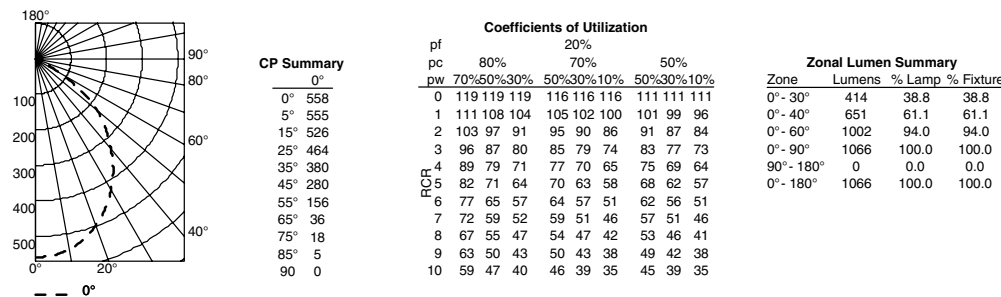 180°
90°
80°
100
60°
200
300
400
40°
500
0° 20°
0°
CP Summary
0°
0° 558
5° 555
15° 526
25° 464
35° 380
45° 280
55° 156
65° 36
75° 18
85° 5
90 0
Coefficients of Utilization
pf 20%
pc 80% 70% 50%
pw 70%50%30% 50%30%10% 50%30%10%
RCR
0 119 119 119 116 116 116 111 111 111
1 111 108 104 105 102 100 101 99 96
2 103 97 91 95 90 86 91 87 84
3 96 87 80 85 79 74 83 77 73
4 89 79 71 77 70 65 75 69 64
5 82 71 64 70 63 58 68 62 57
6 77 65 57 64 57 51 62 56 51
7 72 59 52 59 51 46 57 51 46
8 67 55 47 54 47 42 53 46 41
9 63 50 43 50 43 38 49 42 38
10 59 47 40 46 39 35 45 39 35
Zonal Lumen Summary
Zone Lumens % Lamp % Fixture
0°- 30° 414 38.8 38.8
0°- 40° 651 61.1 61.1
0°- 60° 1002 94.0 94.0
0°- 90° 1066 100.0 100.0
90°- 180° 0 0.0 0.0
0°- 180° 1066 100.0 100.0